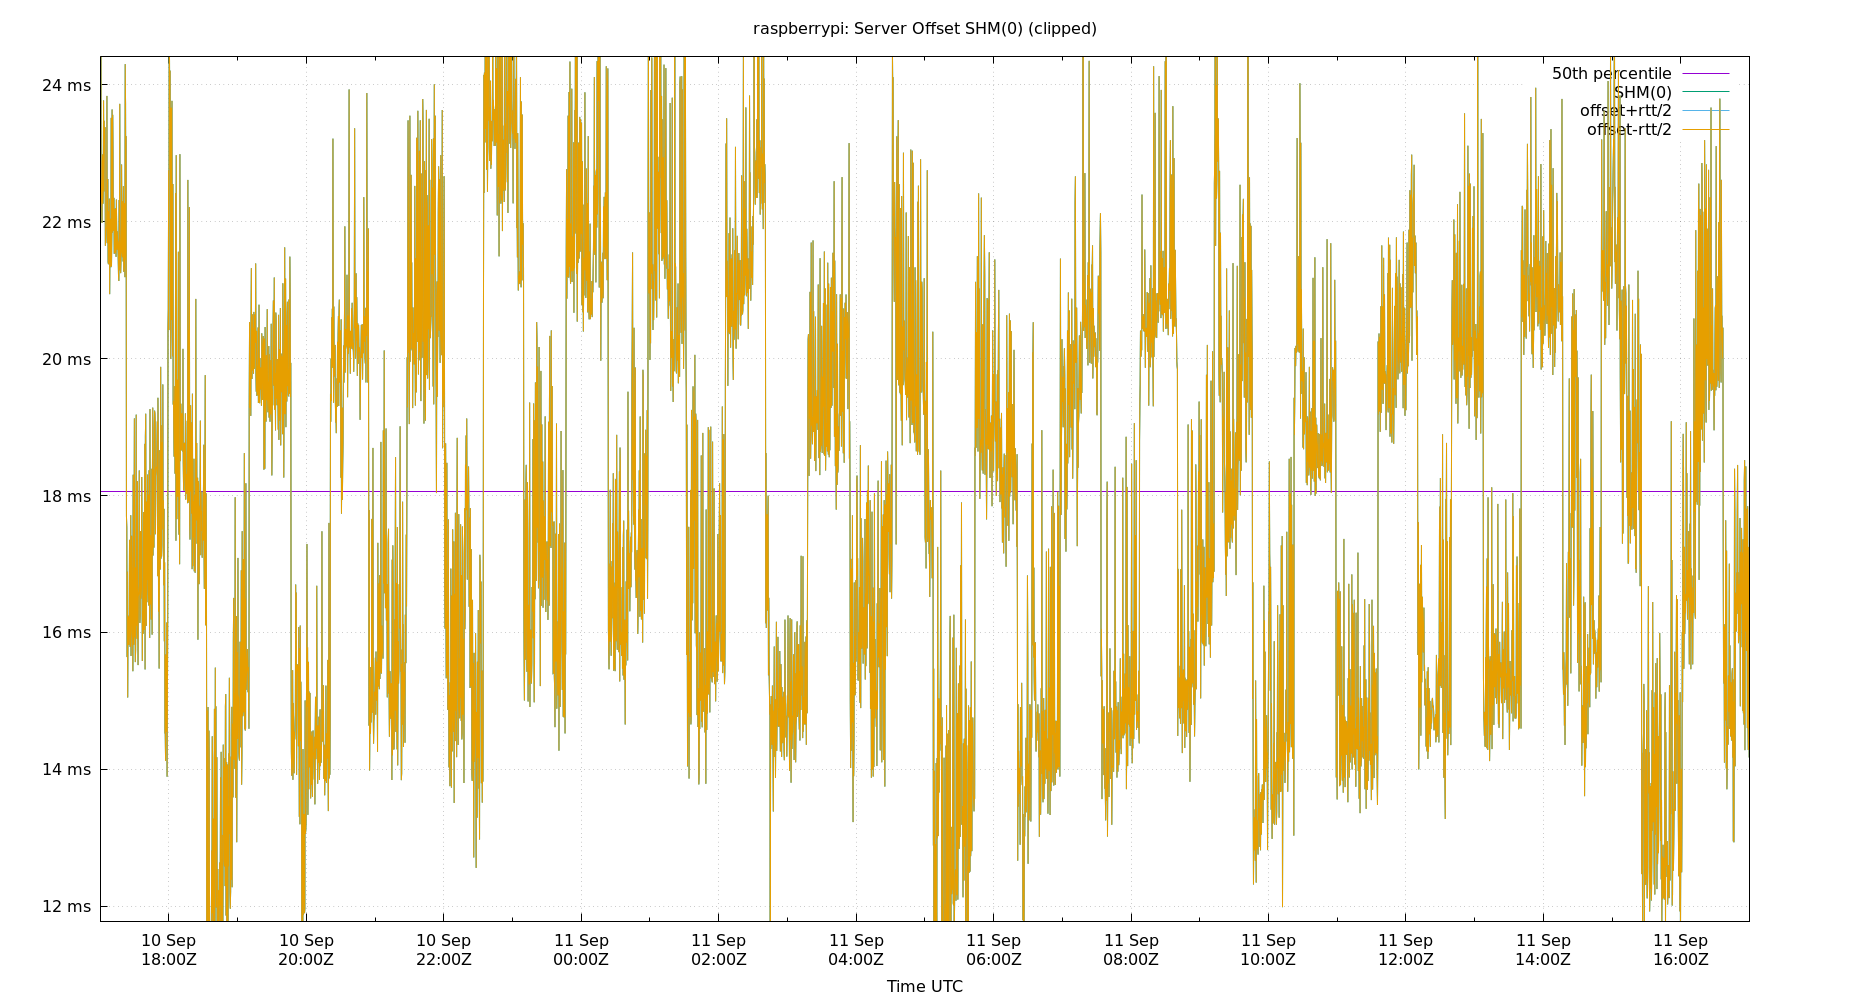 raspberrypi: Server Offset SHM(0) (clipped)
50th percentile
SHM(0)
offset+rtt/2
offset-rtt/2
24 ms
22 ms
20 ms
18 ms
16 ms
14 ms
12 ms
10 Sep 10 Sep 10 Sep 11 Sep 11 Sep 11 Sep 11 Sep 11 Sep 11 Sep 11 Sep 11 Sep 11 Sep
18:00Z 20:00Z 22:00Z 00:00Z 02:00Z 04:00Z 06:00Z 08:00Z 10:00Z 12:00Z 14:00Z 16:00Z
Time UTC